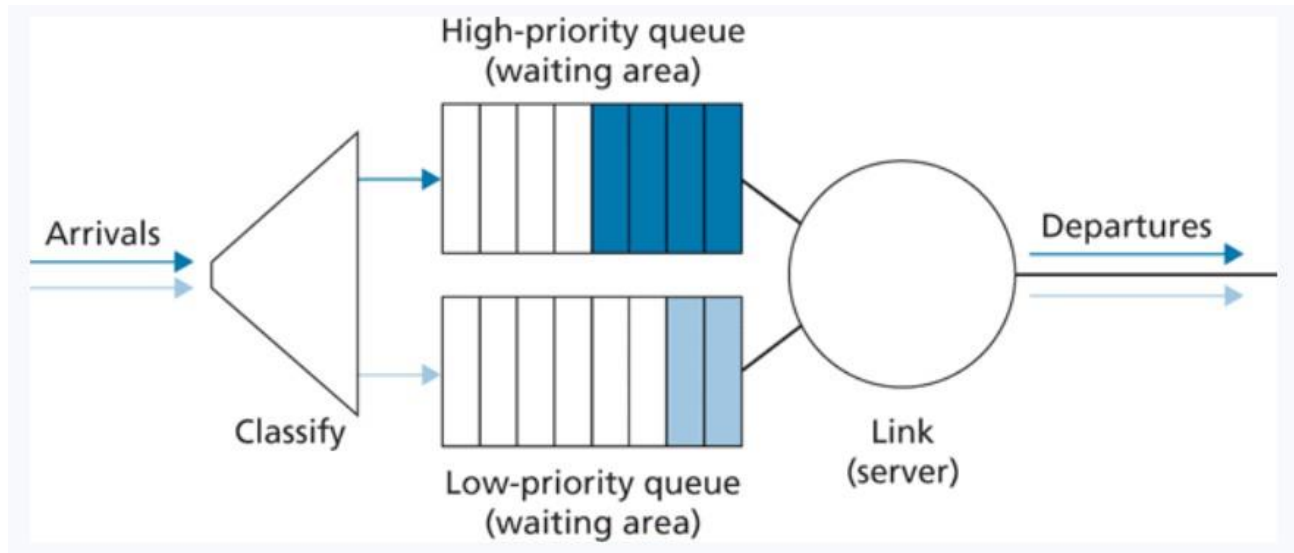 High-priority queue
(waiting area)
Arrivals
Departures
Classify
Link
(server)
Low-priority queue
(waiting area)